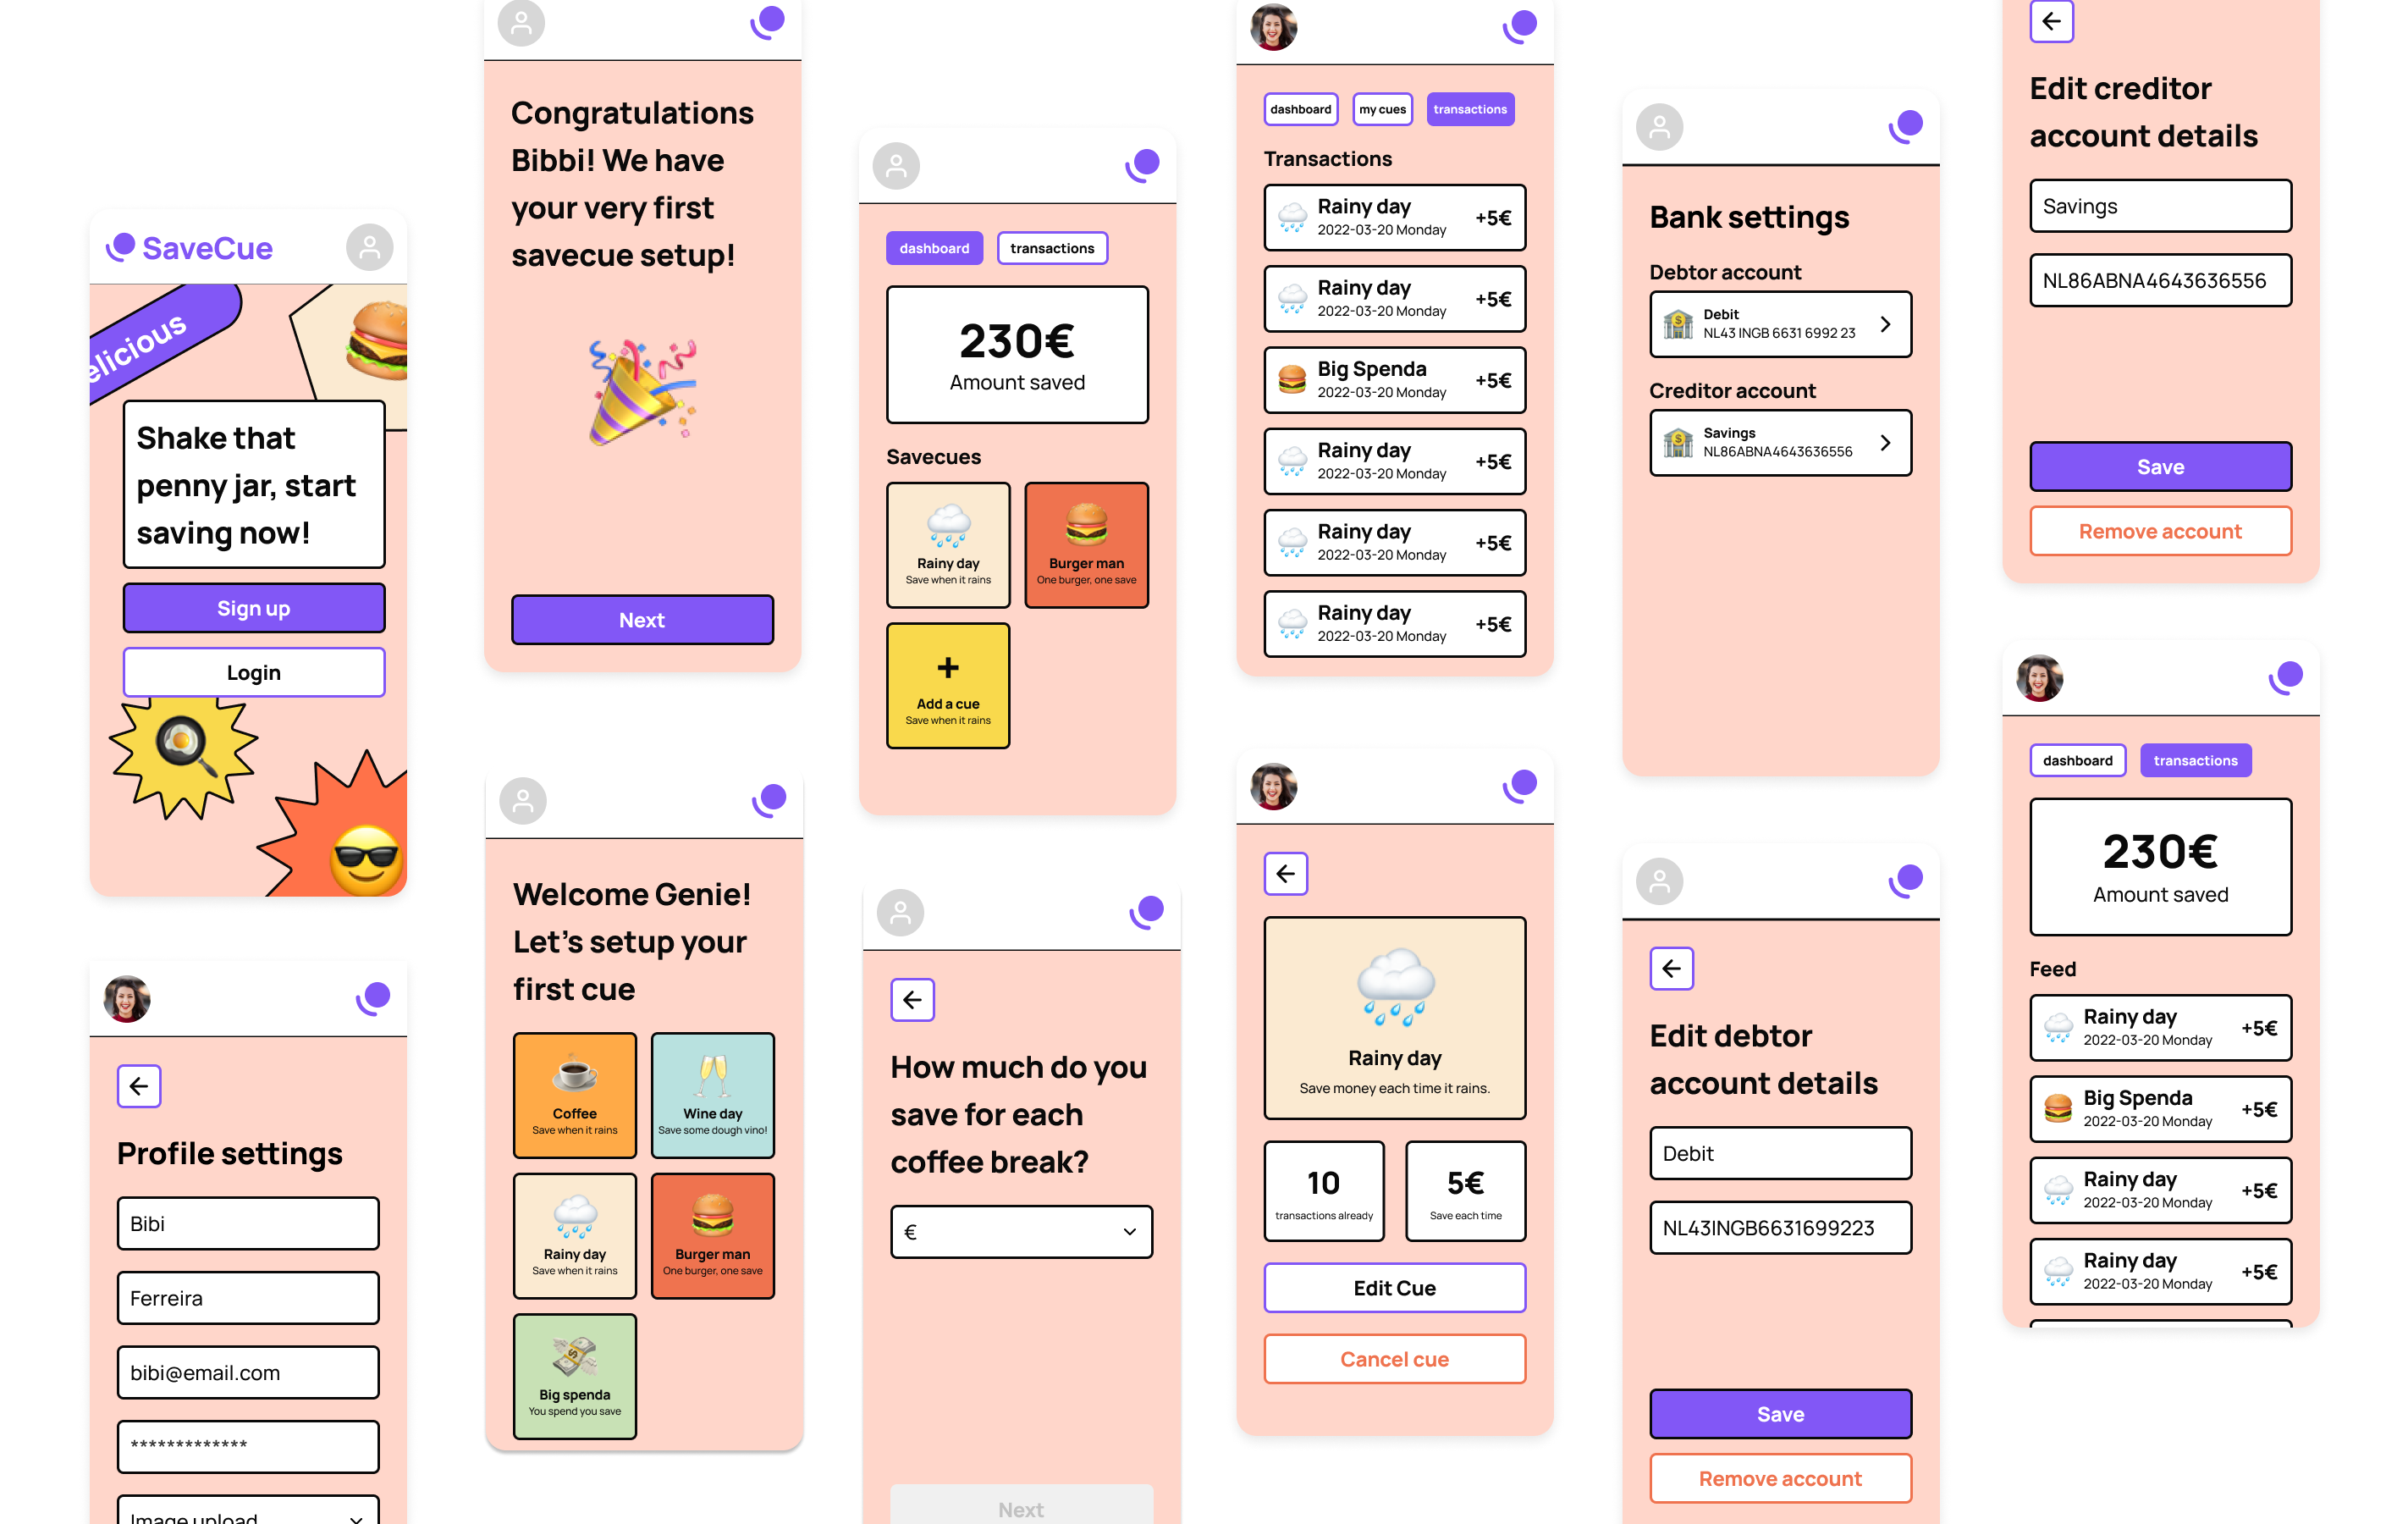 SaveCue
elicious
Shake that
penny jar, start
saving now!
Sign up
Login
Profile settings
Bibi
Ferreira
bibi@email.com
*************
Image upload
Congratulations
Bibbi! We have
your very first
savecue setup!
Next
Welcome Genie!
Let's setup your
first cue
Coffee
Save when it rains
Wine day
Save some dough vino!
Rainy day
Save when it rains
Burger man
One burger, one save
Big spenda
You spend you save
dashboard
transactions
230€
Amount saved
Savecues
Rainy day
Save when it rains
Burger man
One burger, one save
+
Add a cue
Save when it rains
How much do you
save for each
coffee break?
€
Next
dashboard
my cues
transactions
Transactions
Rainy day
2022-03-20 Monday
+5€
Rainy day
2022-03-20 Monday
+5€
Big Spenda
2022-03-20 Monday
+5€
Rainy day
2022-03-20 Monday
+5€
Rainy day
2022-03-20 Monday
+5€
Rainy day
2022-03-20 Monday
+5€
Rainy day
Save money each time it rains.
10
transactions already
5€
Save each time
Edit Cue
Cancel cue
Bank settings
Debtor account
Debit
NL43 INGB 6631 6992 23
Creditor account
Savings
NL86ABNA4643636556
Edit debtor
account details
Debit
NL43INGB6631699223
Save
Remove account
Edit creditor
account details
Savings
NL86ABNA4643636556
Save
Remove account
dashboard
transactions
230€
Amount saved
Feed
Rainy day
2022-03-20 Monday
+5€
Big Spenda
2022-03-20 Monday
+5€
Rainy day
2022-03-20 Monday
+5€
Rainy day
2022-03-20 Monday
+5€